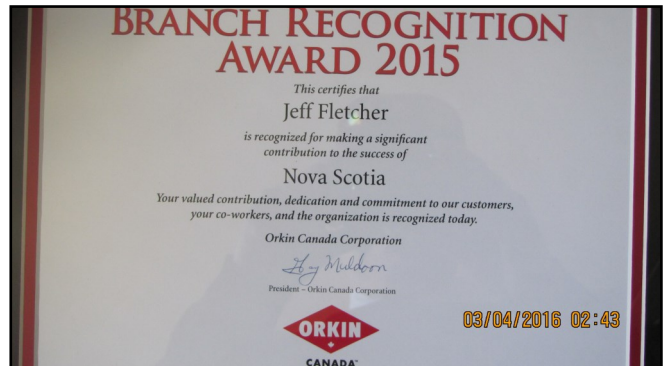 BRANCH RECOGNITION
AWARD 2015
This certifies that
Jeff Fletcher
is recognized for making a significant
contribution to the success of
Nova Scotia
Your valued contribution, dedication and commitment to our customers,
your co-workers, and the organization is recognized today.
Orkin Canada Corporation
Muldoon
President – Orkin Canada Corporation
ORKIN
CANADA
03/04/2016 02:43